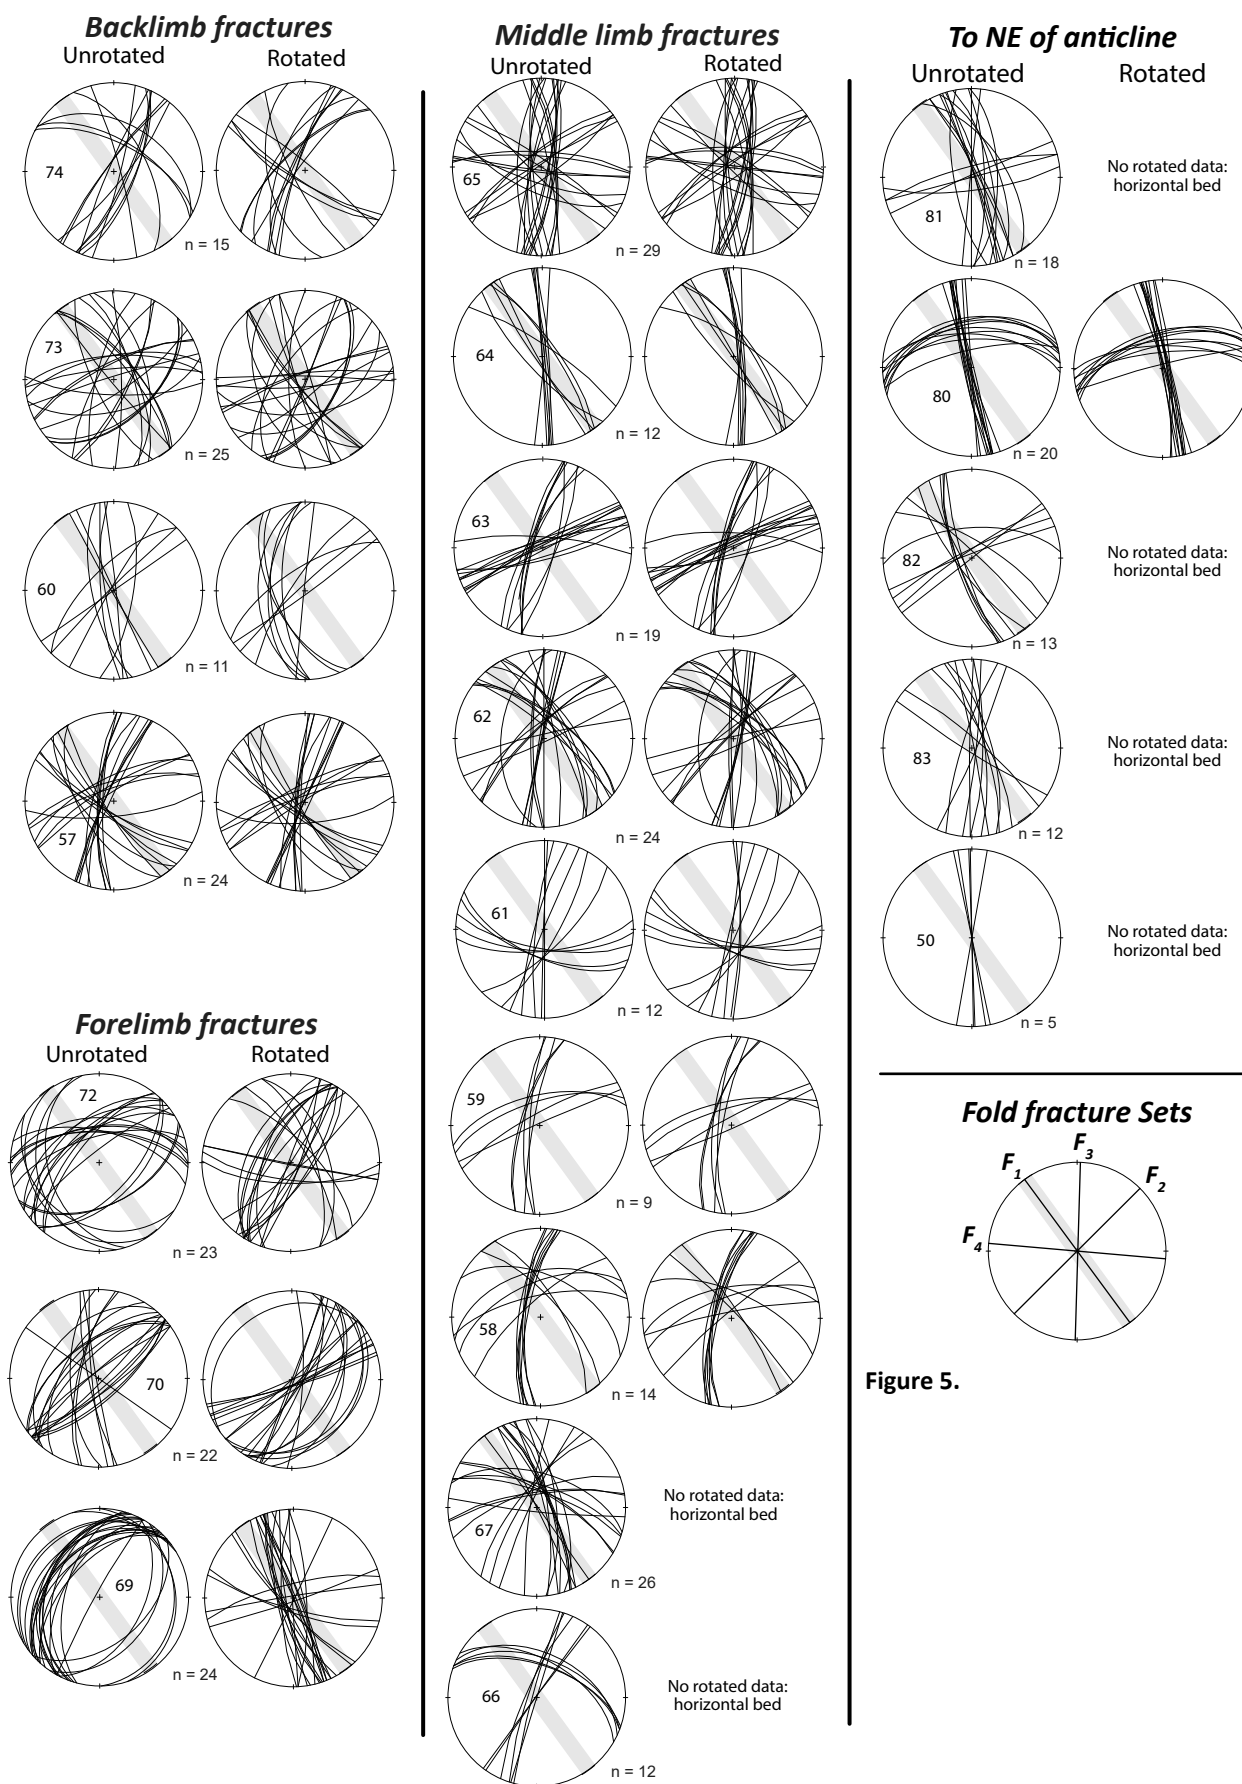 Backlimb fractures
Unrotated
Rotated
74
n = 15
73
n = 25
60
n = 11
57
n = 24
Forelimb fractures
Unrotated
Rotated
72
n = 23
70
n = 22
69
n = 24
Middle limb fractures
Unrotated
Rotated
65
n = 29
64
n = 12
63
n = 19
62
n = 24
61
n = 12
59
n = 9
58
n = 14
67
No rotated data:
horizontal bed
n = 26
66
No rotated data:
horizontal bed
n = 12
To NE of anticline
Unrotated
Rotated
81
No rotated data:
horizontal bed
n = 18
80
n = 20
82
No rotated data:
horizontal bed
n = 13
83
No rotated data:
horizontal bed
n = 12
50
No rotated data:
horizontal bed
n = 5
Fold fracture Sets
F3
F1
F2
F4
Figure 5.